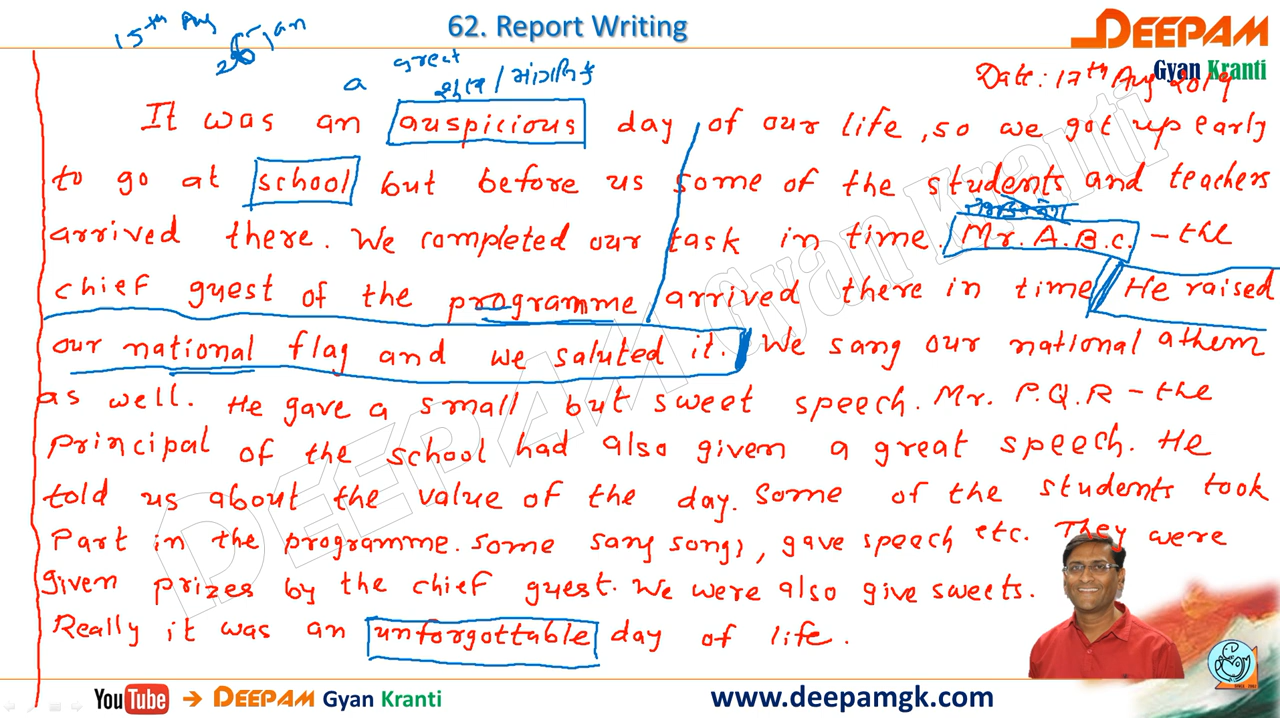 62. Report Writing
DEEPAM
Gyan Kranti
15th Aug
26 Jan
a great
શુભ / માંગલિક
Date: 17th Aug 2019
It was an auspicious day of our life, so we got up early
to go at school but before us some of the students and teachers
arrived there. We completed our task in time. Mr. A.B.C. – the
chief guest of the programme arrived there in time. He raised
our national flag and we saluted it. We sang our national athem
as well. He gave a small but sweet speech. Mr. P.Q.R – the
Principal of the school had also given a great speech. He
told us about the value of the day. Some of the students took
Part in the programme. Some sang songs, gave speech etc. They were
given prizes by the chief guest. We were also give sweets.
Really it was an unforgottable day of life.
DEEPAM Gyan Kranti
YouTube → DEEPAM Gyan Kranti
www.deepamgk.com